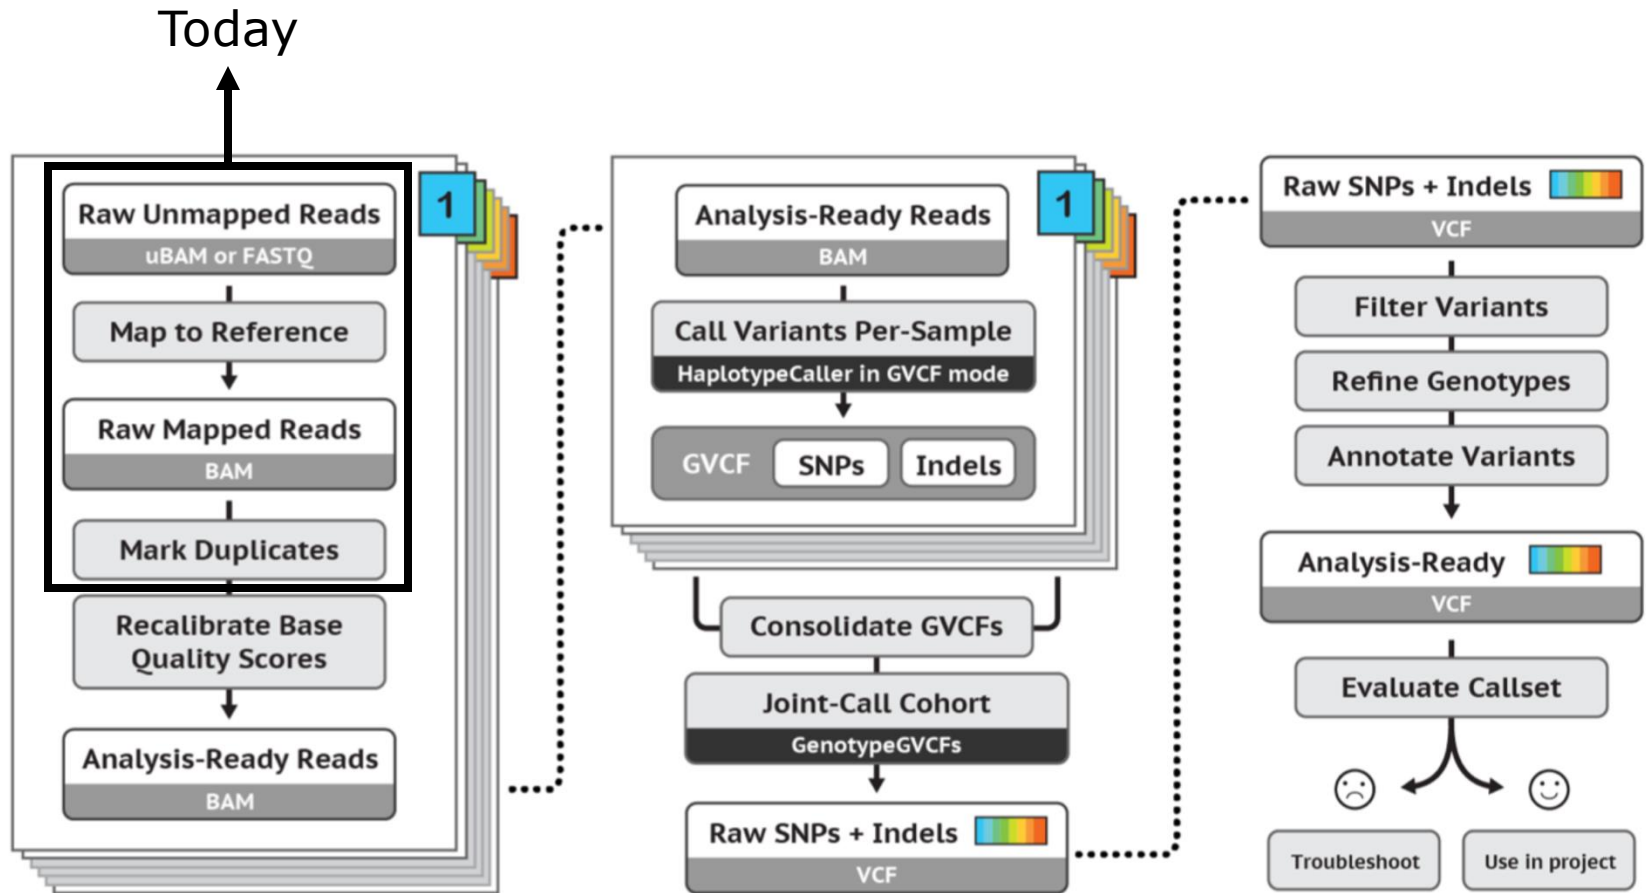 Today
1
Raw Unmapped Reads
uBAM or FASTQ
Map to Reference
Raw Mapped Reads
BAM
Mark Duplicates
Recalibrate Base
Quality Scores
Analysis-Ready Reads
BAM
1
Analysis-Ready Reads
BAM
Call Variants Per-Sample
HaplotypeCaller in GVCF mode
GVCF SNPs Indels
Consolidate GVCFs
Joint-Call Cohort
GenotypeGVCFs
Raw SNPs + Indels
VCF
Raw SNPs + Indels
VCF
Filter Variants
Refine Genotypes
Annotate Variants
Analysis-Ready
VCF
Evaluate Callset
Troubleshoot
Use in project